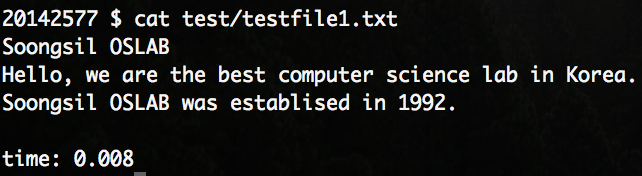 20142577 $ cat test/testfile1.txt
Soongsil OSLAB
Hello, we are the best computer science lab in Korea.
Soongsil OSLAB was establised in 1992.
time: 0.008